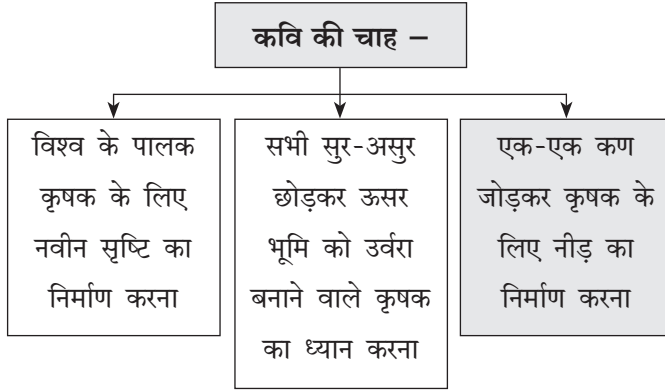 कवि की चाह –
विश्व के पालक
कृषक के लिए
नवीन सृष्टि का
निर्माण करना
सभी सुर-असुर
छोड़कर ऊसर
भूमि को उर्वरा
बनाने वाले कृषक
का ध्यान करना
एक-एक कण
जोड़कर कृषक के
लिए नीड़ का
निर्माण करना